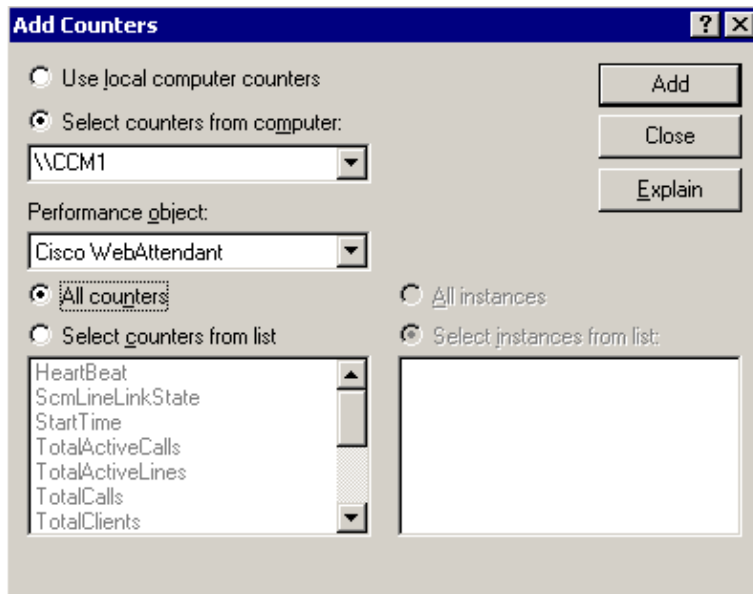 Add Counters
Use local computer counters
Select counters from computer:
\\CCM1
Performance object:
Cisco WebAttendant
All counters
Select counters from list
HeartBeat
ScmLineLinkState
StartTime
TotalActiveCalls
TotalActiveLines
TotalCalls
TotalClients
All instances
Select instances from list:
Add
Close
Explain